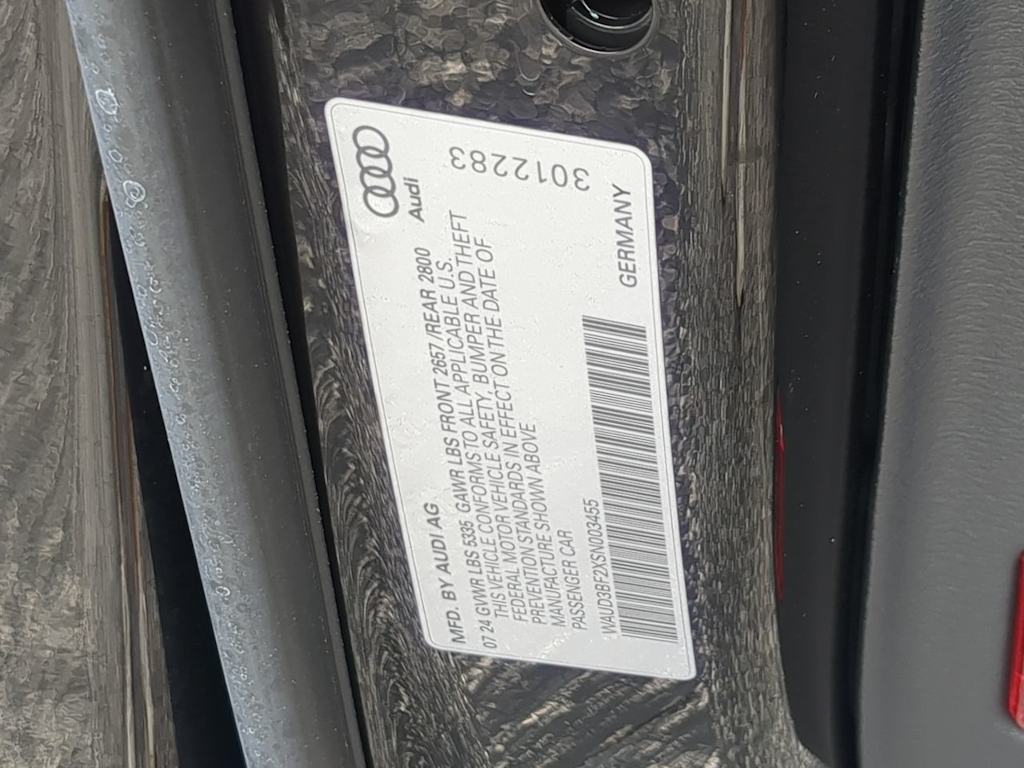 MFD. BY AUDI AG
07 24 GVWR LBS 5335 GAWR LBS FRONT 2657 /REAR 2800
THIS VEHICLE CONFORMS TO ALL APPLICABLE U.S.
FEDERAL MOTOR VEHICLE SAFETY, BUMPER AND THEFT
PREVENTION STANDARDS IN EFFECT ON THE DATE OF
MANUFACTURE SHOWN ABOVE
PASSENGER CAR
WAUD3BF2XSN003455
GERMANY
Audi
3012283